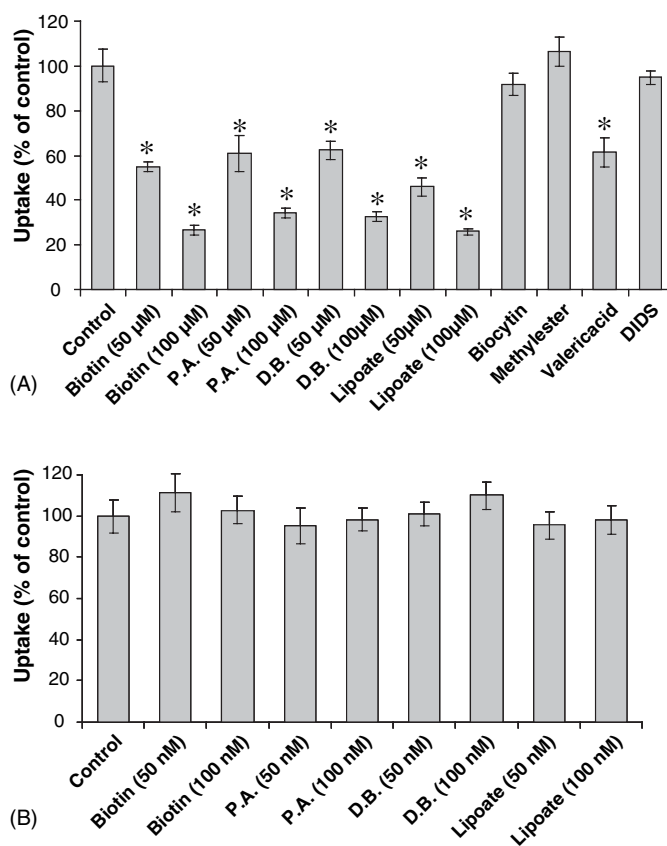 120
100
80
60
40
20
0
Uptake (% of control)
* * * * * * * * *
Control
Biotin (50 µM)
Biotin (100 µM)
P.A. (50 µM)
P.A. (100 µM)
D.B. (50 µM)
D.B. (100µM)
Lipoate (50µM)
Lipoate (100µM)
Biocytin
Methylester
Valericacid
DIDS
(A)
120
100
80
60
40
20
0
Uptake (% of control)
Control
Biotin (50 nM)
Biotin (100 nM)
P.A. (50 nM)
P.A. (100 nM)
D.B. (50 nM)
D.B. (100 nM)
Lipoate (50 nM)
Lipoate (100 nM)
(B)